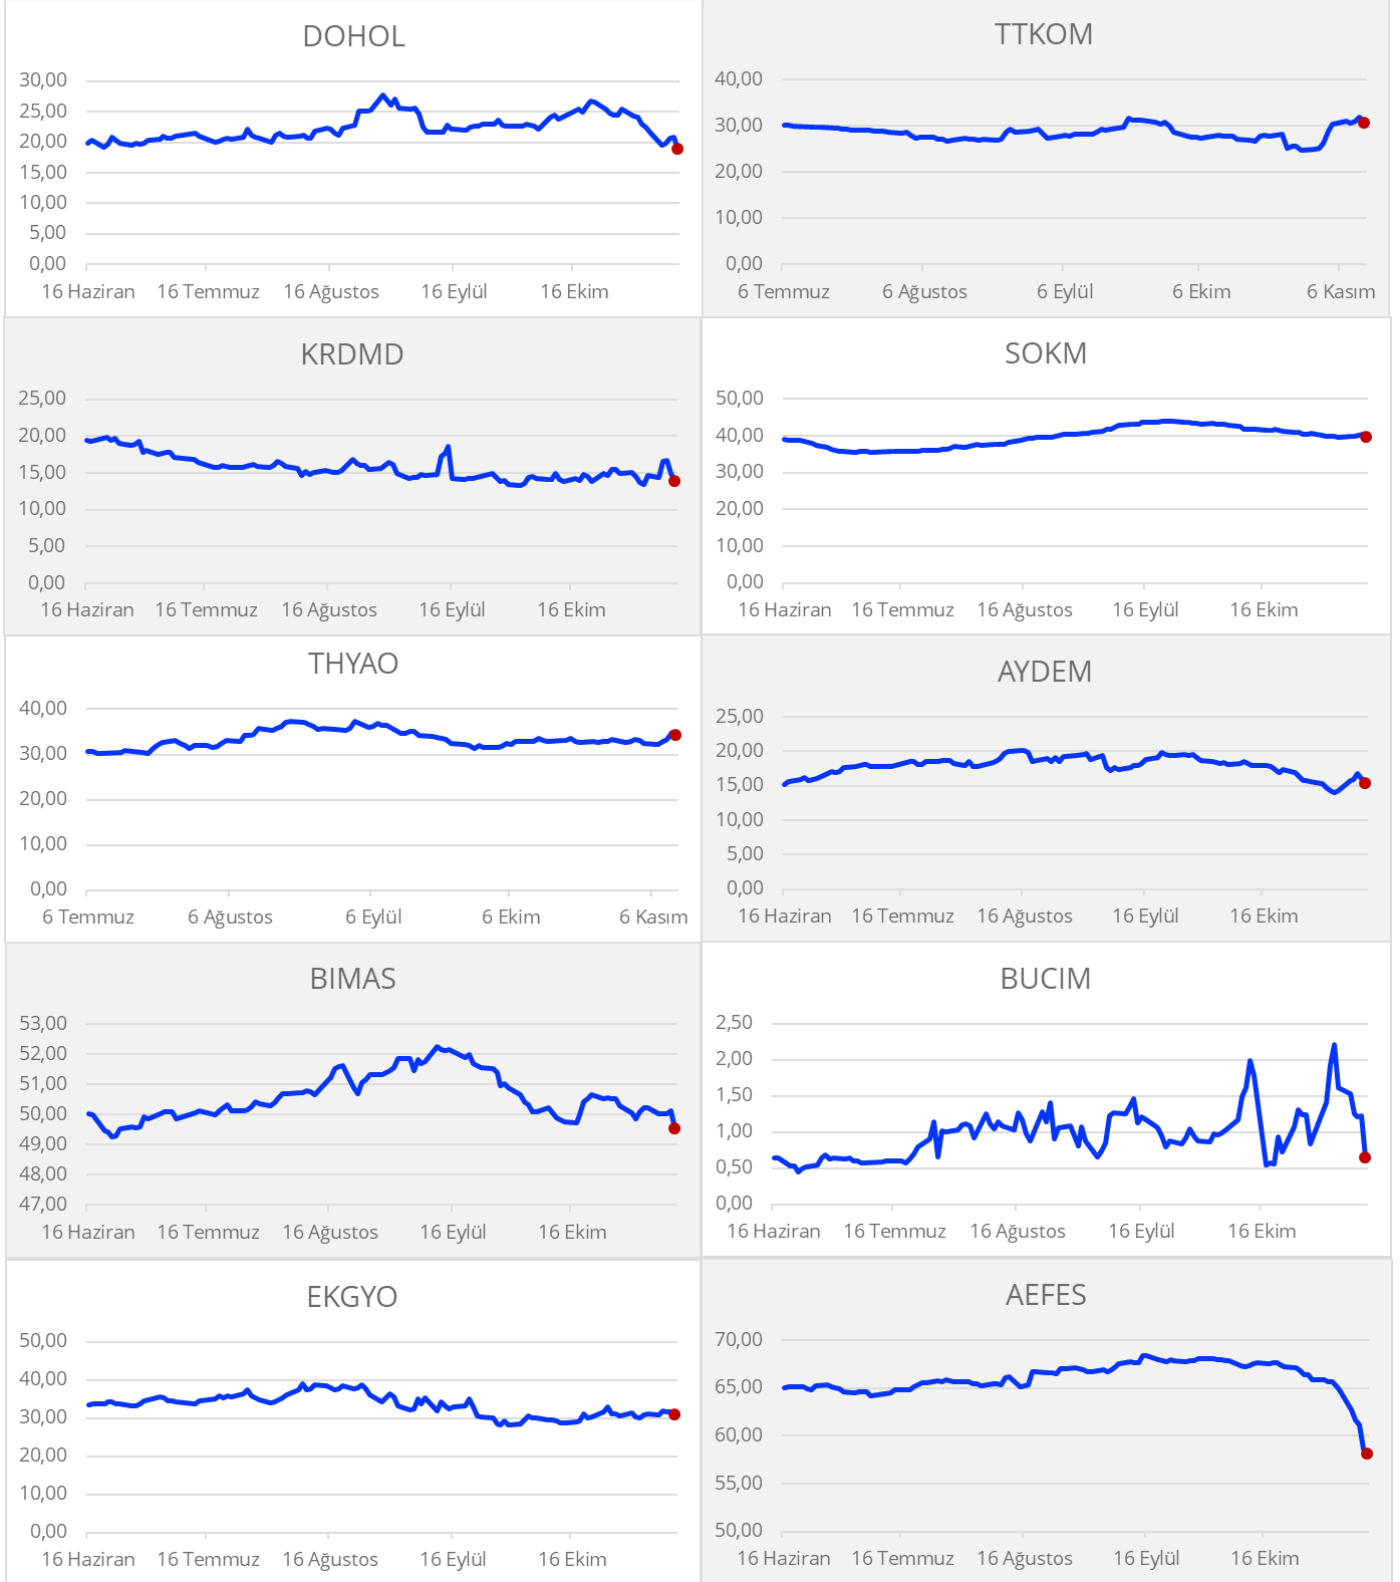 DOHOL
30,00
25,00
20,00
15,00
10,00
5,00
0,00
16 Haziran 16 Temmuz 16 Ağustos 16 Eylül 16 Ekim
TTKOM
40,00
30,00
20,00
10,00
0,00
6 Temmuz 6 Ağustos 6 Eylül 6 Ekim 6 Kasım
KRDMD
25,00
20,00
15,00
10,00
5,00
0,00
16 Haziran 16 Temmuz 16 Ağustos 16 Eylül 16 Ekim
SOKM
50,00
40,00
30,00
20,00
10,00
0,00
16 Haziran 16 Temmuz 16 Ağustos 16 Eylül 16 Ekim
THYAO
40,00
30,00
20,00
10,00
0,00
6 Temmuz 6 Ağustos 6 Eylül 6 Ekim 6 Kasım
AYDEM
25,00
20,00
15,00
10,00
5,00
0,00
16 Haziran 16 Temmuz 16 Ağustos 16 Eylül 16 Ekim
BIMAS
53,00
52,00
51,00
50,00
49,00
48,00
47,00
16 Haziran 16 Temmuz 16 Ağustos 16 Eylül 16 Ekim
BUCIM
2,50
2,00
1,50
1,00
0,50
0,00
16 Haziran 16 Temmuz 16 Ağustos 16 Eylül 16 Ekim
EKGYO
50,00
40,00
30,00
20,00
10,00
0,00
16 Haziran 16 Temmuz 16 Ağustos 16 Eylül 16 Ekim
AEFES
70,00
65,00
60,00
55,00
50,00
16 Haziran 16 Temmuz 16 Ağustos 16 Eylül 16 Ekim